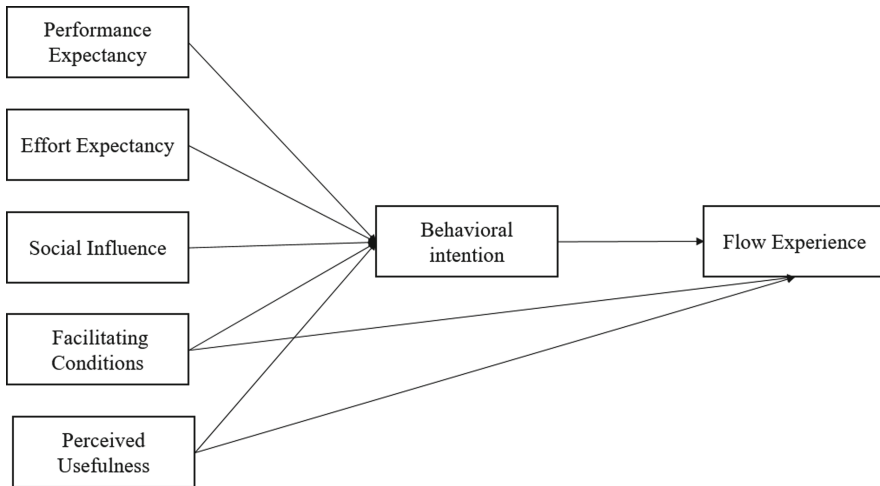 Performance
Expectancy
Effort Expectancy
Social Influence
Facilitating
Conditions
Perceived
Usefulness
Behavioral
intention
Flow Experience